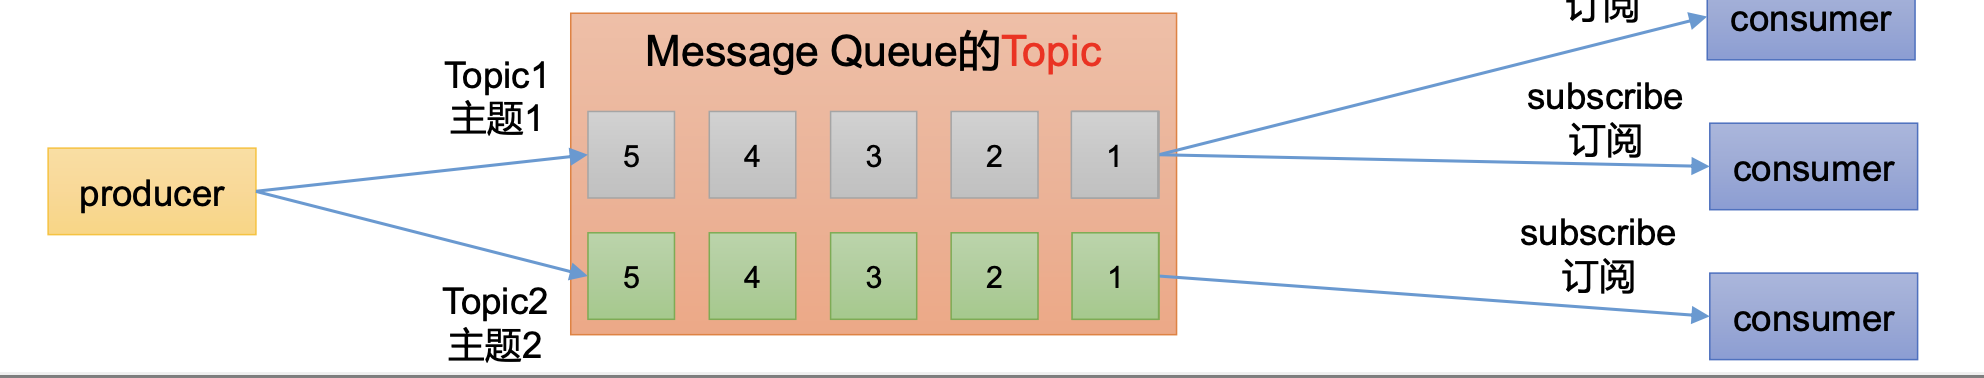 订阅
consumer
Message Queue的Topic
Topic1
主题1
subscribe
订阅
5 4 3 2 1
consumer
producer
subscribe
订阅
5 4 3 2 1
Topic2
主题2
consumer